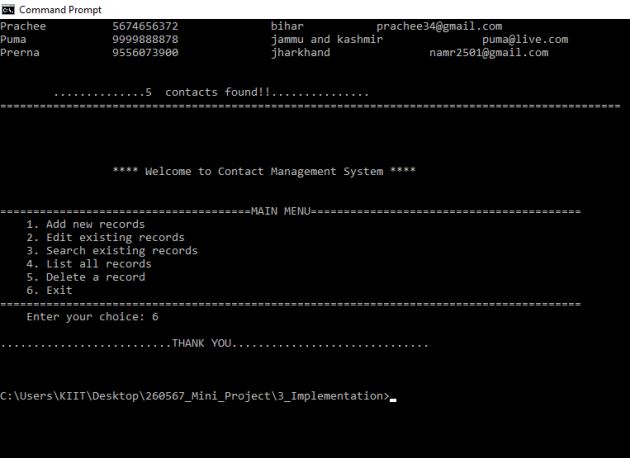 Command Prompt
Prachee 5674656372 bihar prachee34@gmail.com
Puma 9999888878 jammu and kashmir puma@live.com
Prerna 9556073900 jharkhand namr2501@gmail.com
..............5 contacts found!!...............
==============================================================================================
**** Welcome to Contact Management System ****
======================================MAIN MENU=========================================
1. Add new records
2. Edit existing records
3. Search existing records
4. List all records
5. Delete a record
6. Exit
========================================================================================
Enter your choice: 6
..........................THANK YOU..............................
C:\Users\KIIT\Desktop\260567_Mini_Project\3_Implementation>